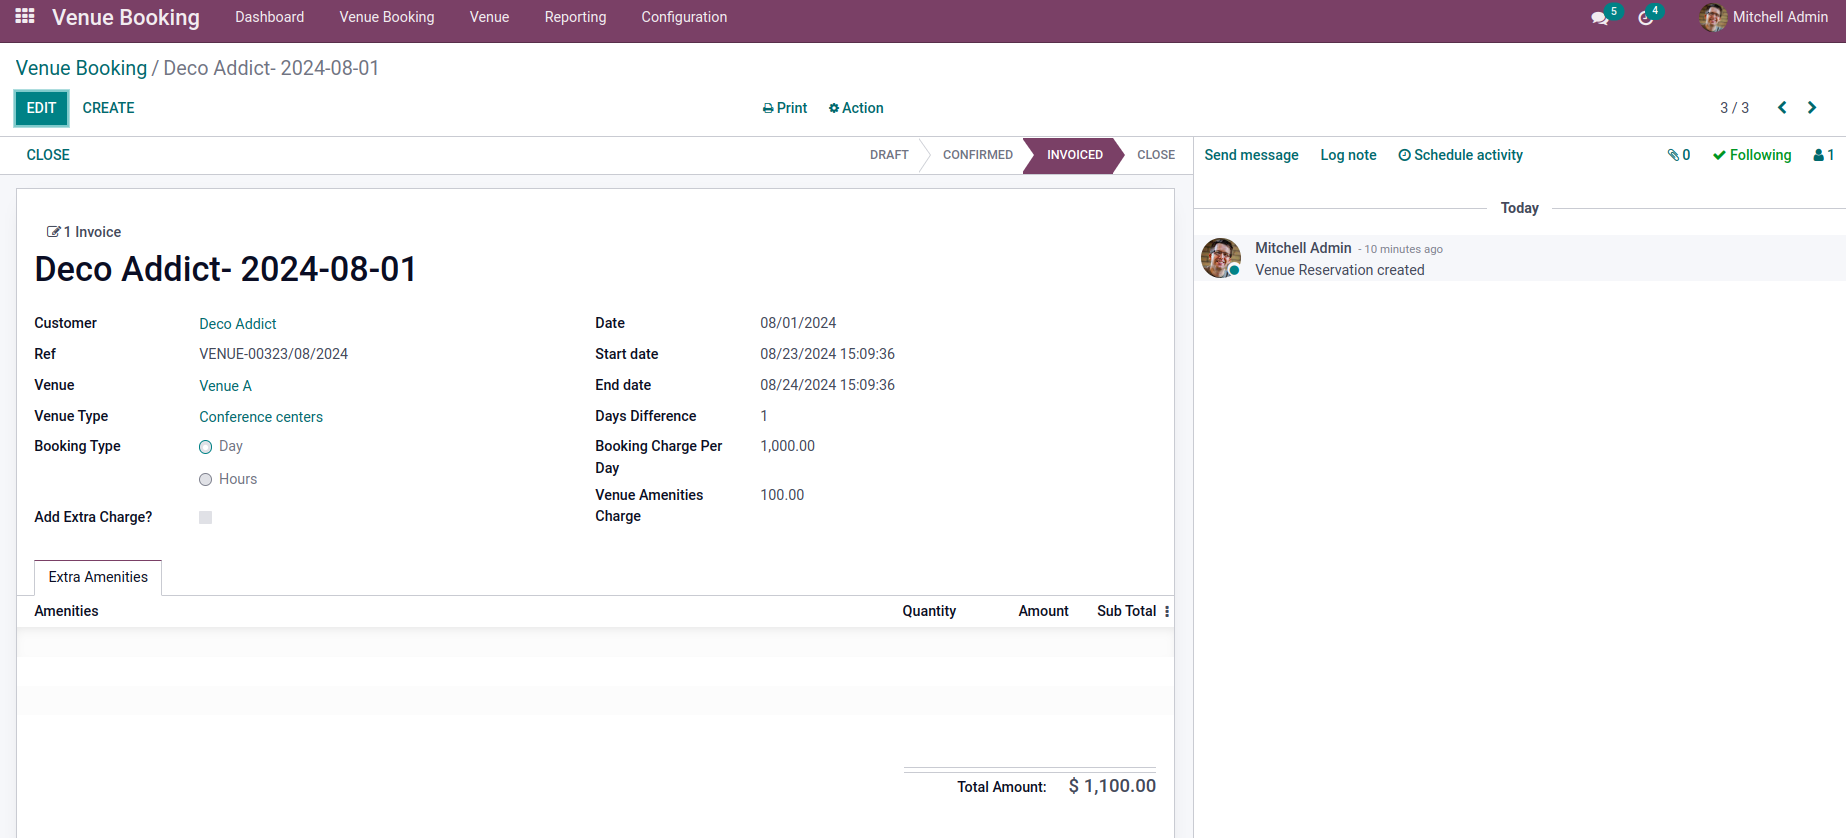 Venue Booking Dashboard Venue Booking Venue Reporting Configuration 5 4 Mitchell Admin
Venue Booking / Deco Addict- 2024-08-01
EDIT CREATE Print Action 3 / 3
CLOSE DRAFT CONFIRMED INVOICED CLOSE Send message Log note Schedule activity 0 Following 1
Today
Mitchell Admin - 10 minutes ago
Venue Reservation created
1 Invoice
Deco Addict- 2024-08-01
Customer Deco Addict
Ref VENUE-00323/08/2024
Venue Venue A
Venue Type Conference centers
Booking Type Day
Hours
Add Extra Charge?
Date 08/01/2024
Start date 08/23/2024 15:09:36
End date 08/24/2024 15:09:36
Days Difference 1
Booking Charge Per 1,000.00
Day
Venue Amenities 100.00
Charge
Extra Amenities
Amenities Quantity Amount Sub Total
Total Amount: $ 1,100.00